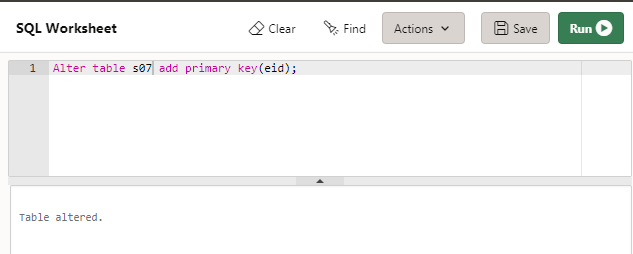 SQL Worksheet Clear Find Actions Save Run
1 Alter table s07 add primary key(eid);
Table altered.